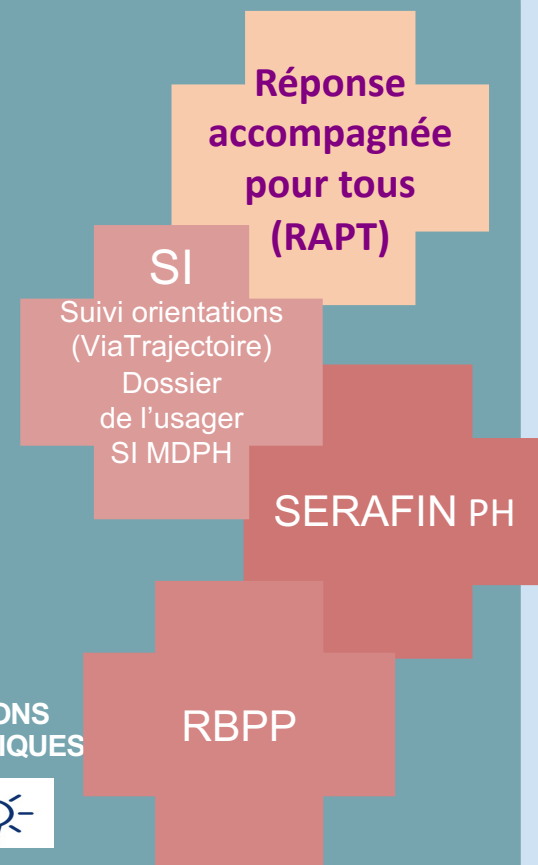 Réponse
accompagnée
pour tous
(RAPT)
SI
Suivi orientations
(ViaTrajectoire)
Dossier
de l’usager
SI MDPH
SERAFIN PH
RBPP